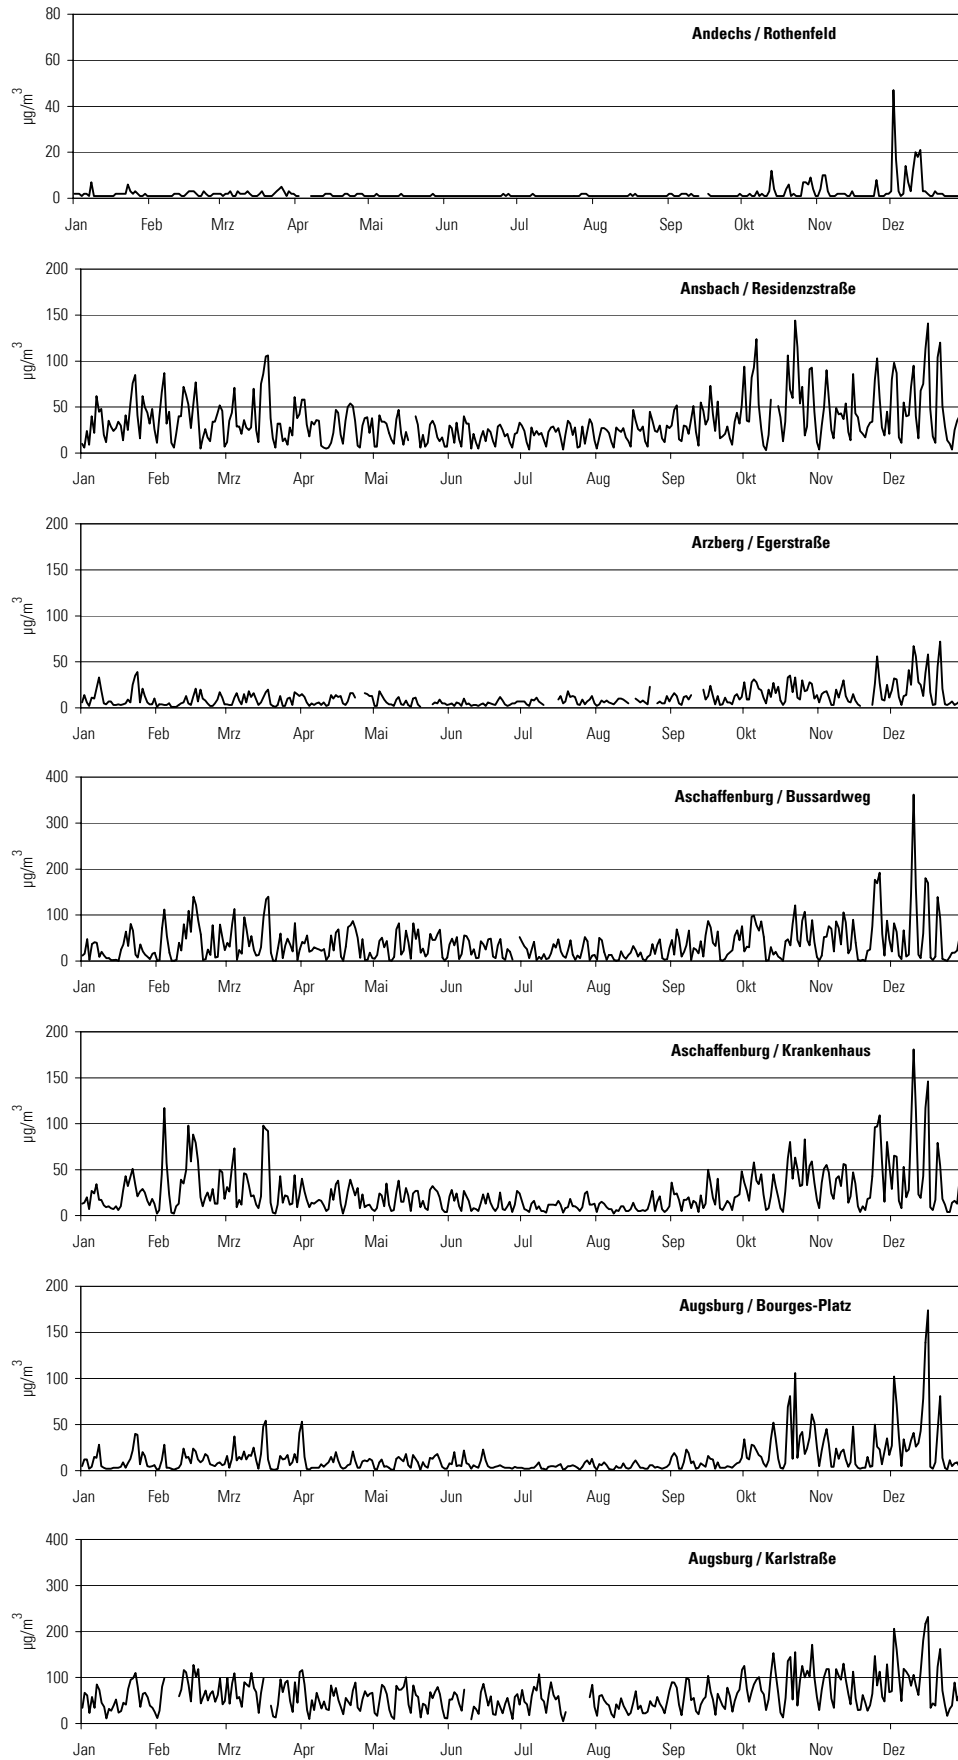 80
Andechs / Rothenfeld
60
µg/m³
40
20
0
Jan Feb Mrz Apr Mai Jun Jul Aug Sep Okt Nov Dez
200
Ansbach / Residenzstraße
150
µg/m³
100
50
0
Jan Feb Mrz Apr Mai Jun Jul Aug Sep Okt Nov Dez
200
Arzberg / Egerstraße
150
µg/m³
100
50
0
Jan Feb Mrz Apr Mai Jun Jul Aug Sep Okt Nov Dez
400
Aschaffenburg / Bussardweg
300
µg/m³
200
100
0
Jan Feb Mrz Apr Mai Jun Jul Aug Sep Okt Nov Dez
200
Aschaffenburg / Krankenhaus
150
µg/m³
100
50
0
Jan Feb Mrz Apr Mai Jun Jul Aug Sep Okt Nov Dez
200
Augsburg / Bourges-Platz
150
µg/m³
100
50
0
Jan Feb Mrz Apr Mai Jun Jul Aug Sep Okt Nov Dez
400
Augsburg / Karlstraße
300
µg/m³
200
100
0
Jan Feb Mrz Apr Mai Jun Jul Aug Sep Okt Nov Dez